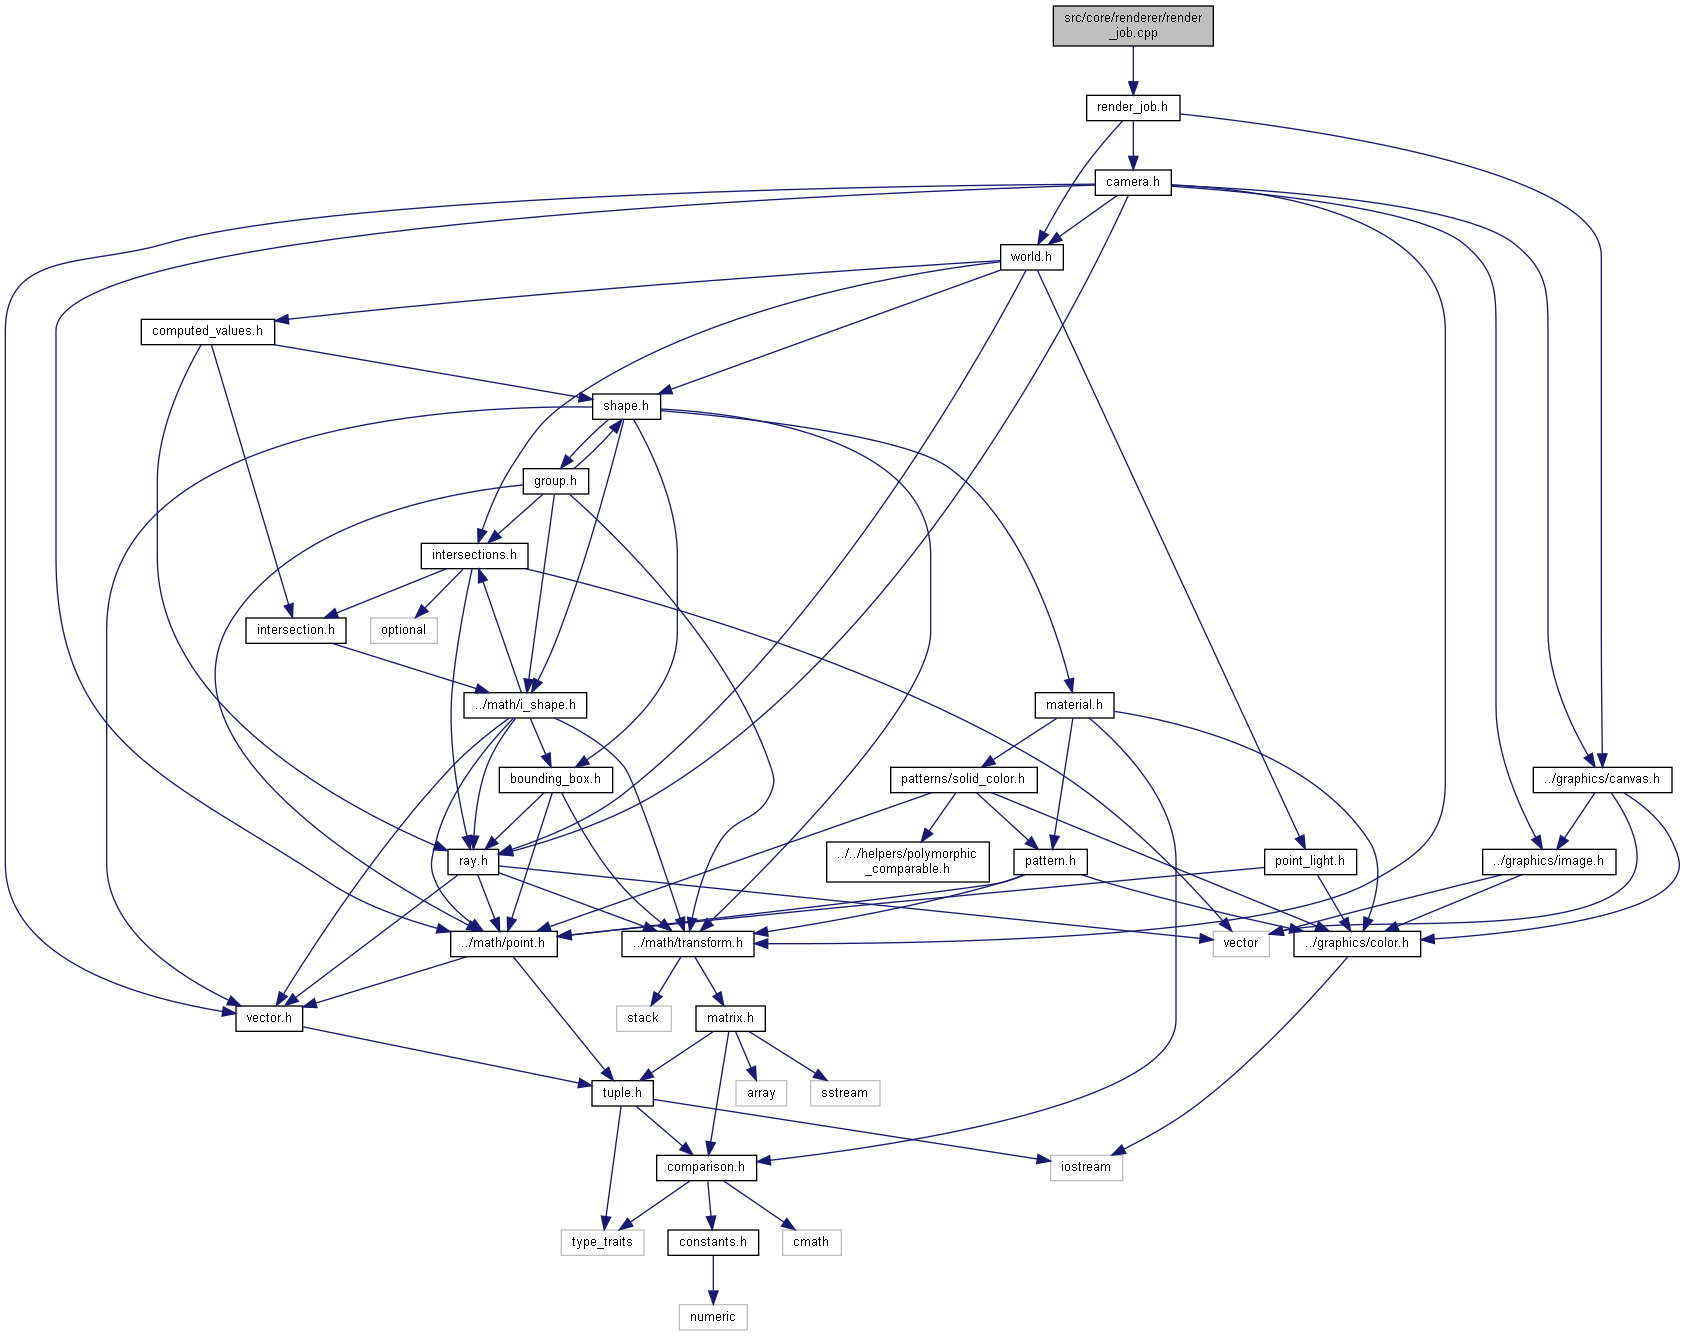 src/core/renderer/render
_job.cpp
render_job.h
camera.h
world.h
computed_values.h
shape.h
group.h
intersections.h
intersection.h
optional
../math/i_shape.h
material.h
bounding_box.h
patterns/solid_color.h
../graphics/canvas.h
ray.h
../../helpers/polymorphic
_comparable.h
pattern.h
point_light.h
../graphics/image.h
../math/point.h
../math/transform.h
vector
../graphics/color.h
vector.h
stack
matrix.h
tuple.h
array
sstream
comparison.h
iostream
type_traits
constants.h
cmath
numeric